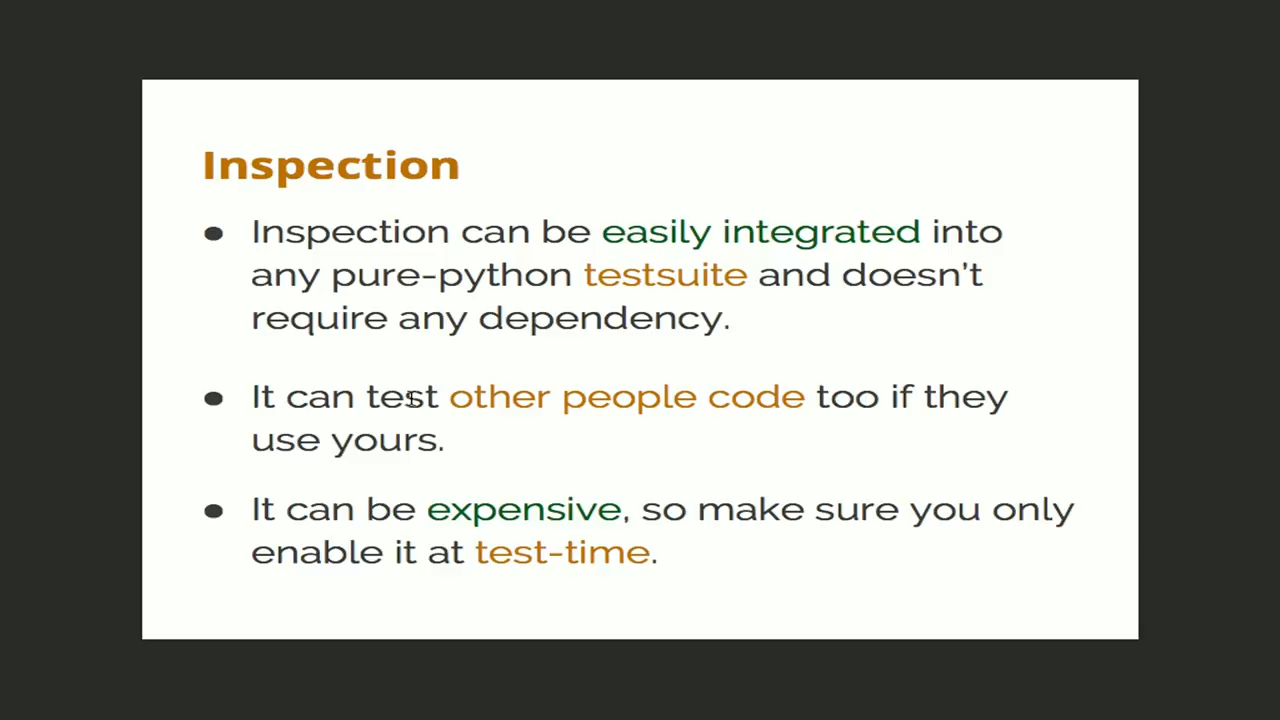 Inspection
● Inspection can be easily integrated into
any pure-python testsuite and doesn't
require any dependency.
● It can test other people code too if they
use yours.
● It can be expensive, so make sure you only
enable it at test-time.